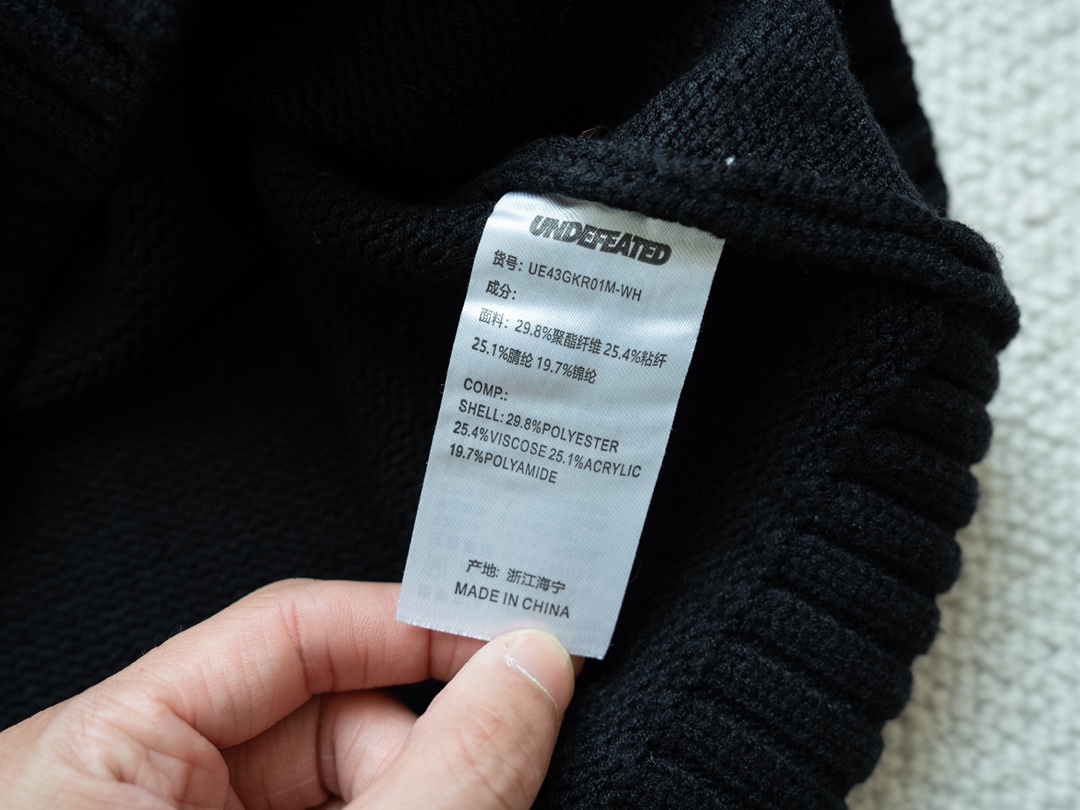 UNDEFEATED
货号：UE43GKR01M-WH
成分：
面料：29.8%聚酯纤维 25.4%粘纤
25.1%腈纶 19.7%锦纶
COMP.:
SHELL: 29.8%POLYESTER
25.4%VISCOSE 25.1%ACRYLIC
19.7%POLYAMIDE
产地: 浙江海宁
MADE IN CHINA